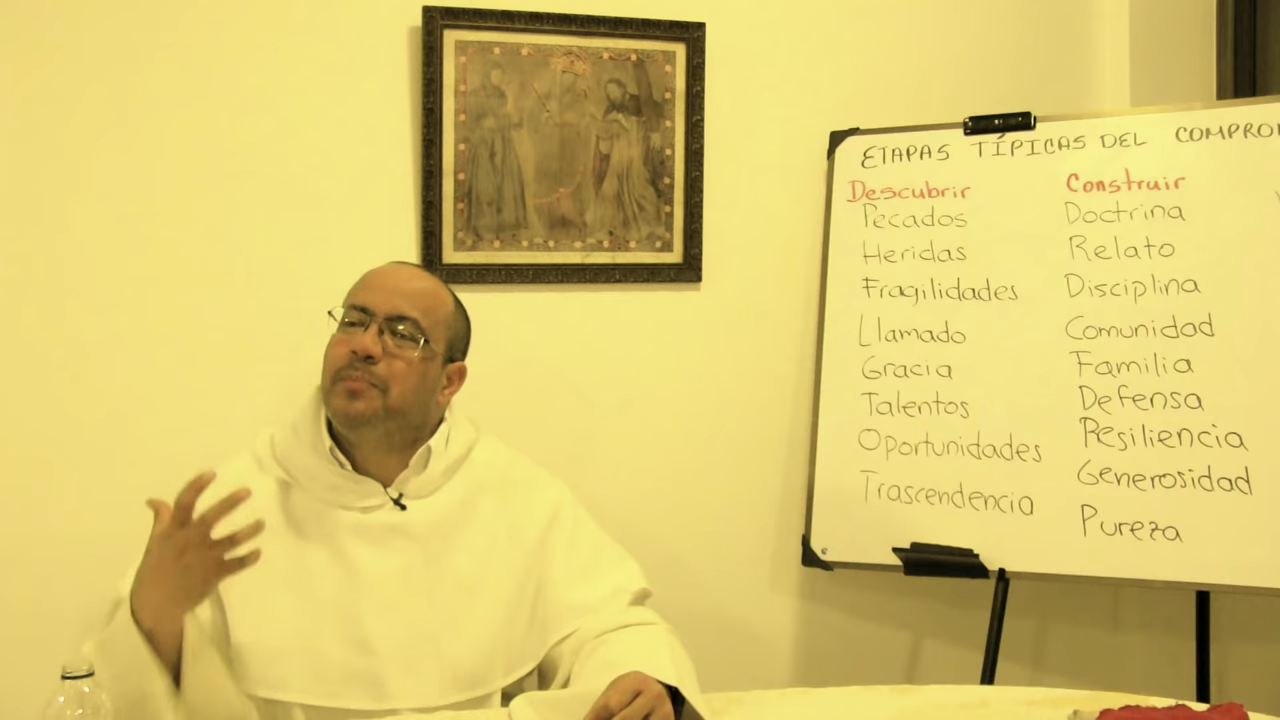 ETAPAS TÍPICAS DEL
Descubrir
Pecados
Heridas
Fragilidades
Llamado
Gracia
Talentos
Oportunidades
Trascendencia
Construir
Doctrina
Relato
Disciplina
Comunidad
Familia
Defensa
Resiliencia
Generosidad
Pureza